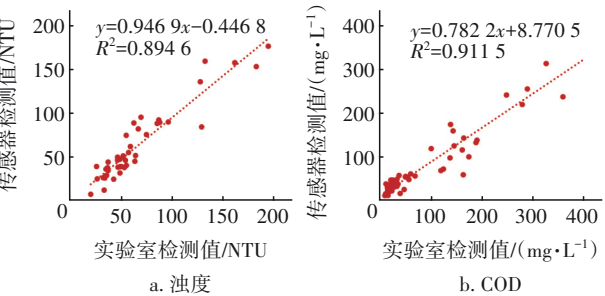 传感器检测值/NTU
200
150
100
50
0
y=0.946 9x−0.446 8
R²=0.894 6
50 100 150 200
实验室检测值/NTU
a. 浊度
传感器检测值/(mg·L⁻¹)
400
300
200
100
0
y=0.782 2x+8.770 5
R²=0.911 5
100 200 300 400
实验室检测值/(mg·L⁻¹)
b. COD